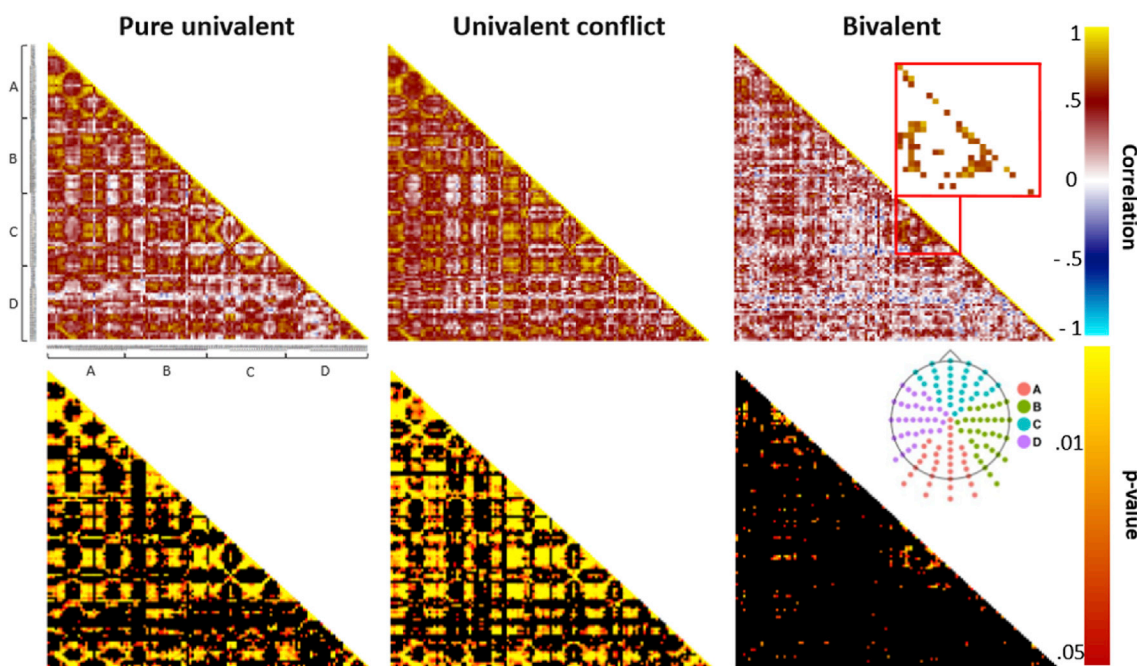 Pure univalent
Univalent conflict
Bivalent
A
B
C
D
A B C D
1
.5
0
- .5
- 1
Correlation
A
B
C
D
.01
.05
p-value